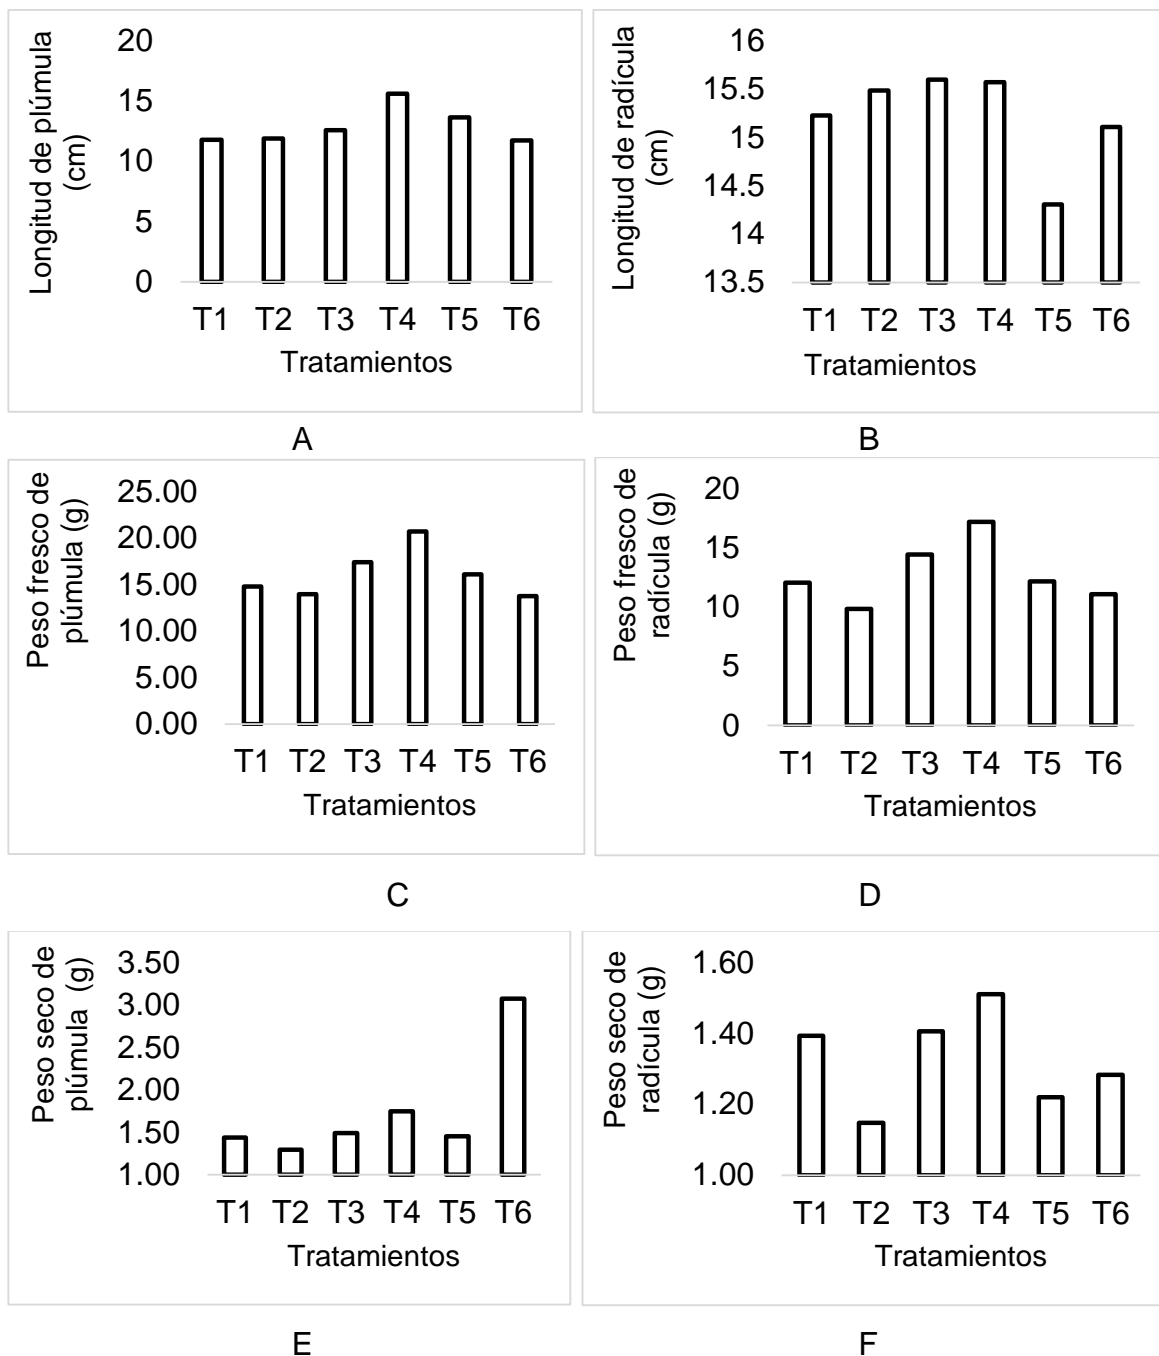 Longitud de plúmula
(cm)
20
15
10
5
0
T1 T2 T3 T4 T5 T6
Tratamientos
A
Longitud de radícula
(cm)
16
15.5
15
14.5
14
13.5
T1 T2 T3 T4 T5 T6
Tratamientos
B
Peso fresco de
plúmula (g)
25.00
20.00
15.00
10.00
5.00
0.00
T1 T2 T3 T4 T5 T6
Tratamientos
C
Peso fresco de
radícula (g)
20
15
10
5
0
T1 T2 T3 T4 T5 T6
Tratamientos
D
Peso seco de
plúmula (g)
3.50
3.00
2.50
2.00
1.50
1.00
T1 T2 T3 T4 T5 T6
Tratamientos
E
Peso seco de
radícula (g)
1.60
1.40
1.20
1.00
T1 T2 T3 T4 T5 T6
Tratamientos
F